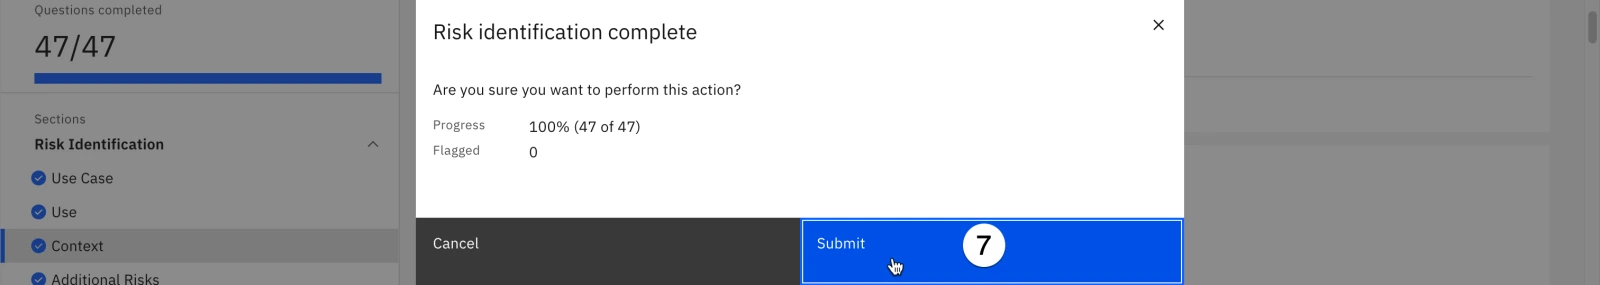 Questions completed
47/47
Sections
Risk Identification
Use Case
Use
Context
Additional Risks
Risk identification complete
Are you sure you want to perform this action?
Progress 100% (47 of 47)
Flagged 0
Cancel
Submit 7